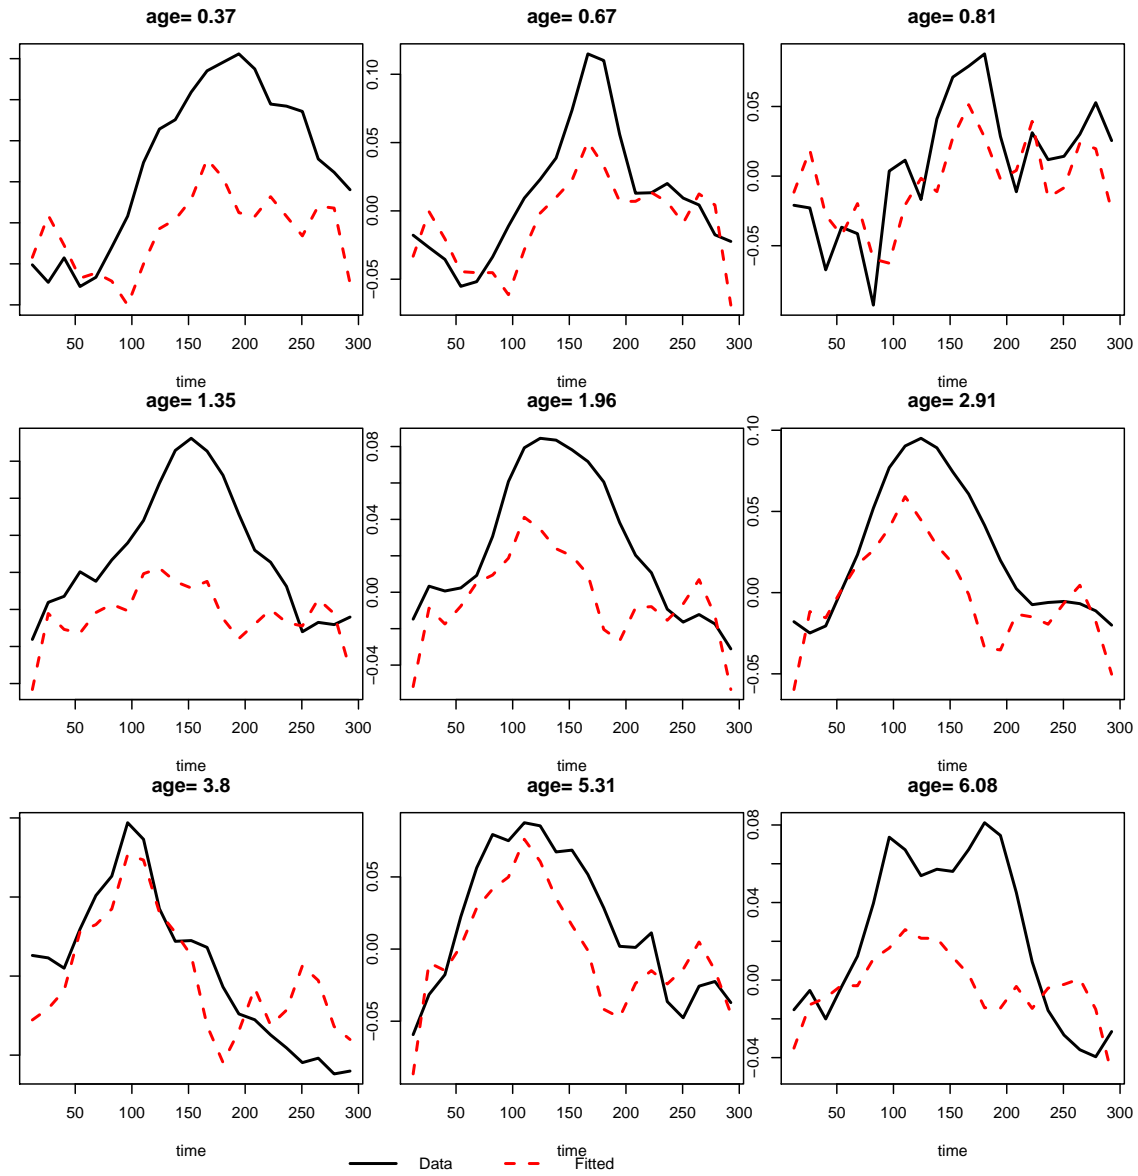 age= 0.37
age= 0.67
age= 0.81
0.10
0.05
0.00
−0.05
0.05
0.00
−0.05
50 100 150 200 250 300
50 100 150 200 250 300
50 100 150 200 250 300
time
time
time
age= 1.35
age= 1.96
age= 2.91
0.08
0.04
0.00
−0.04
0.10
0.05
0.00
−0.05
50 100 150 200 250 300
50 100 150 200 250 300
50 100 150 200 250 300
time
time
time
age= 3.8
age= 5.31
age= 6.08
0.05
0.00
−0.05
0.08
0.04
0.00
−0.04
50 100 150 200 250 300
50 100 150 200 250 300
50 100 150 200 250 300
time
time
time
Data
Fitted